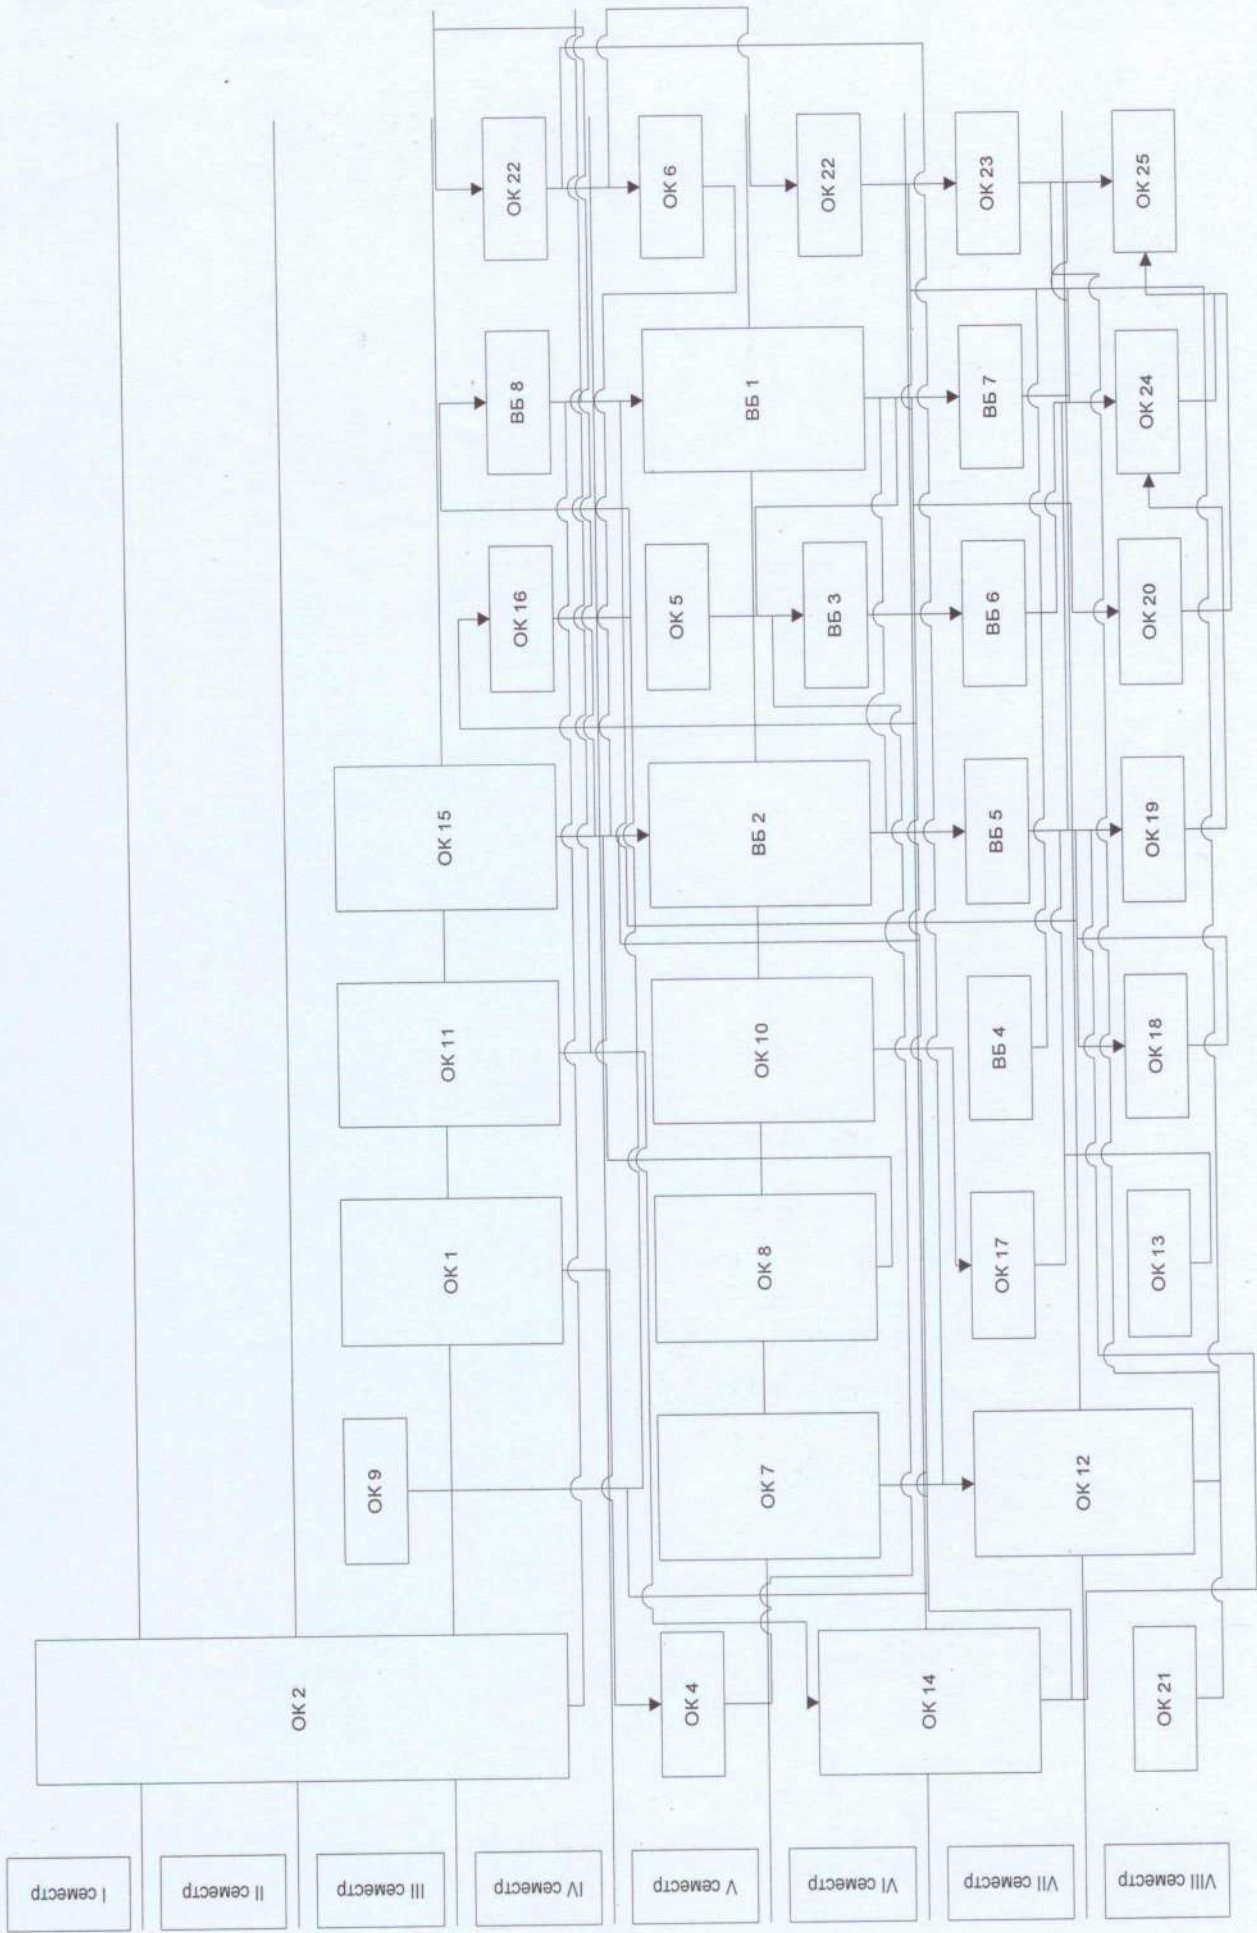 I семестр
II семестр
III семестр
IV семестр
V семестр
VI семестр
VII семестр
VIII семестр
ОК 2
ОК 9
ОК 1
ОК 11
ОК 15
ОК 16
ВБ 8
ОК 22
ОК 4
ОК 7
ОК 8
ОК 10
ВБ 2
ОК 5
ВБ 1
ОК 6
ОК 14
ВБ 3
ОК 22
ОК 12
ОК 17
ВБ 4
ВБ 5
ВБ 6
ВБ 7
ОК 23
ОК 21
ОК 13
ОК 18
ОК 19
ОК 20
ОК 24
ОК 25